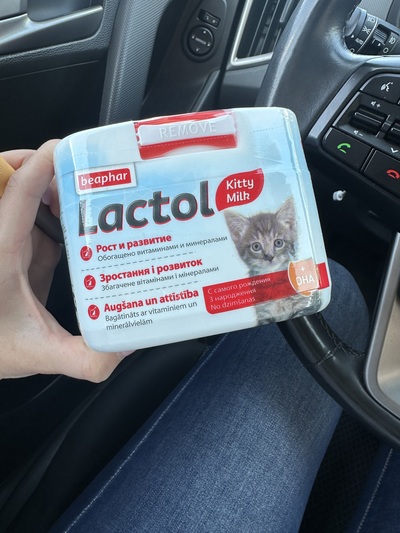 REMOVE
beaphar
Lactol
Kitty
Milk
Рост и развитие
Обогащено витаминами и минералами
Зростання і розвиток
Збагачене вітамінами і мінералами
Augšana un attīstība
Bagātināts ar vitamīniem un
minerālvielām
С самого рождения
З народження
No dzimšanas
DHA